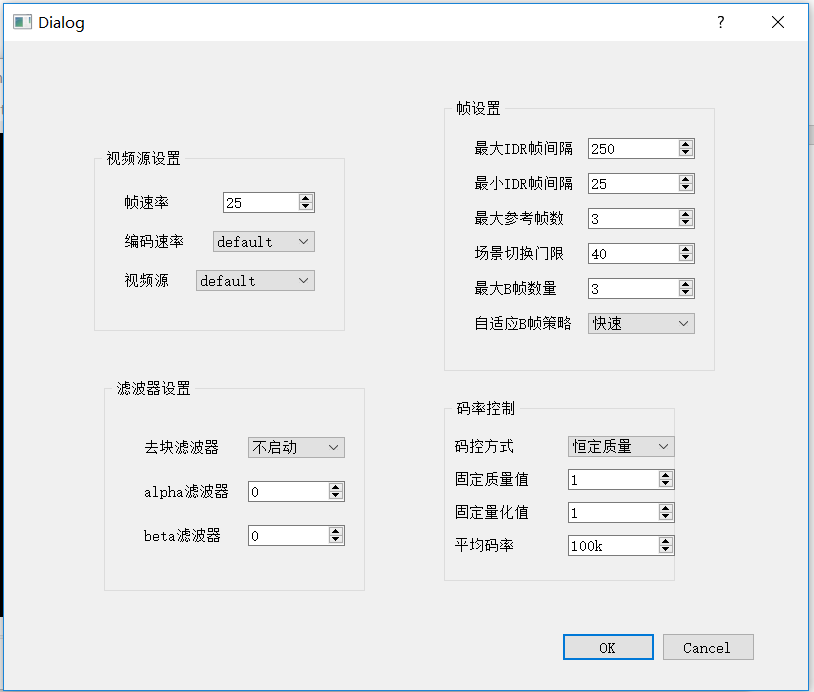 Dialog
视频源设置
帧速率 25
编码速率 default
视频源 default
滤波器设置
去块滤波器 不启动
alpha滤波器 0
beta滤波器 0
帧设置
最大IDR帧间隔 250
最小IDR帧间隔 25
最大参考帧数 3
场景切换门限 40
最大B帧数量 3
自适应B帧策略 快速
码率控制
码控方式 恒定质量
固定质量值 1
固定量化值 1
平均码率 100k
OK Cancel